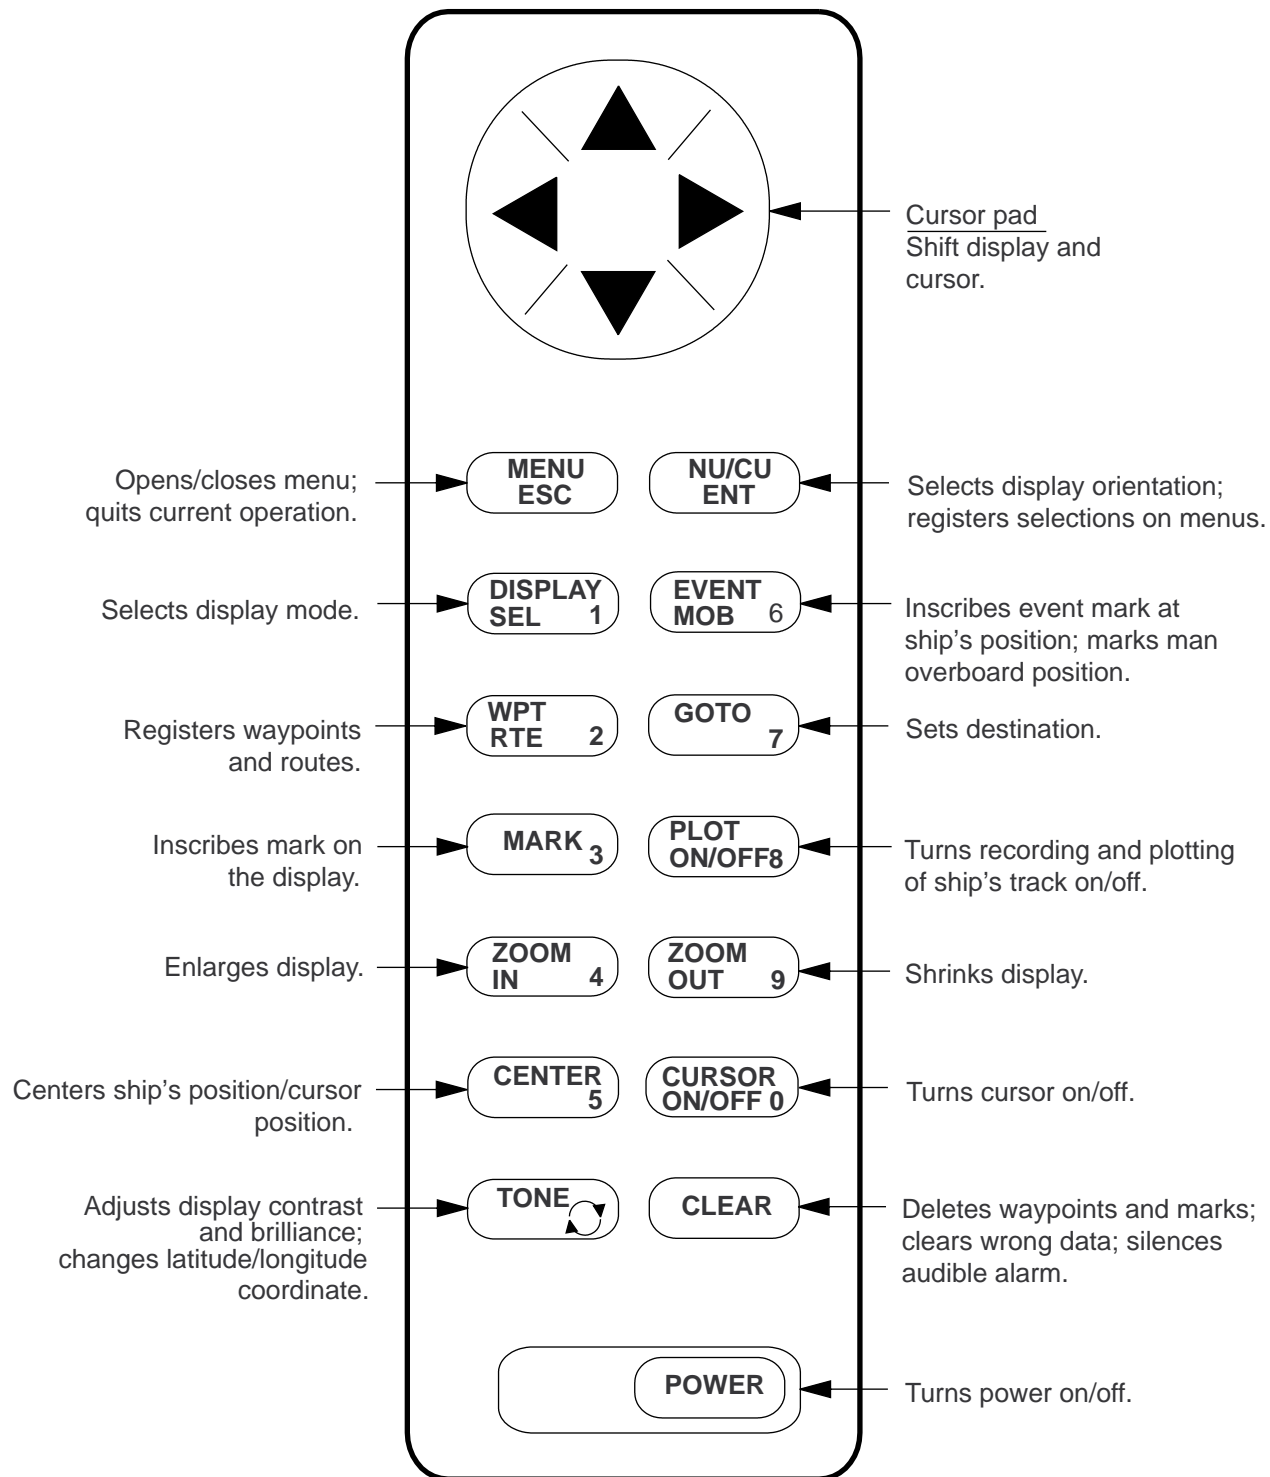 Cursor pad
Shift display and
cursor.
Opens/closes menu;
quits current operation.
MENU
ESC
NU/CU
ENT
Selects display orientation;
registers selections on menus.
Selects display mode.
DISPLAY
SEL 1
EVENT
MOB 6
Inscribes event mark at
ship's position; marks man
overboard position.
Registers waypoints
and routes.
WPT
RTE 2
GOTO
7
Sets destination.
Inscribes mark on
the display.
MARK 3
PLOT
ON/OFF8
Turns recording and plotting
of ship's track on/off.
Enlarges display.
ZOOM
IN 4
ZOOM
OUT 9
Shrinks display.
Centers ship's position/cursor
position.
CENTER
5
CURSOR
ON/OFF 0
Turns cursor on/off.
Adjusts display contrast
and brilliance;
changes latitude/longitude
coordinate.
TONE
CLEAR
Deletes waypoints and marks;
clears wrong data; silences
audible alarm.
POWER
Turns power on/off.